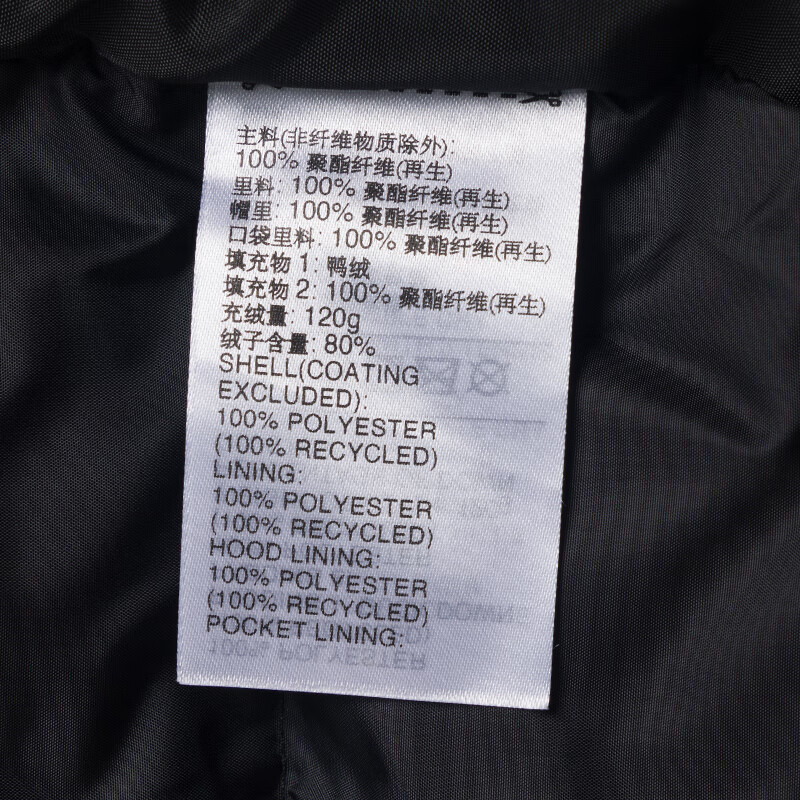 主料(非纤维物质除外):
100% 聚酯纤维(再生)
里料: 100% 聚酯纤维(再生)
帽里: 100% 聚酯纤维(再生)
口袋里料: 100% 聚酯纤维(再生)
填充物 1: 鸭绒
填充物 2: 100% 聚酯纤维(再生)
充绒量: 120g
绒子含量: 80%
SHELL(COATING
EXCLUDED):
100% POLYESTER
(100% RECYCLED)
LINING:
100% POLYESTER
(100% RECYCLED)
HOOD LINING:
100% POLYESTER
(100% RECYCLED)
POCKET LINING: